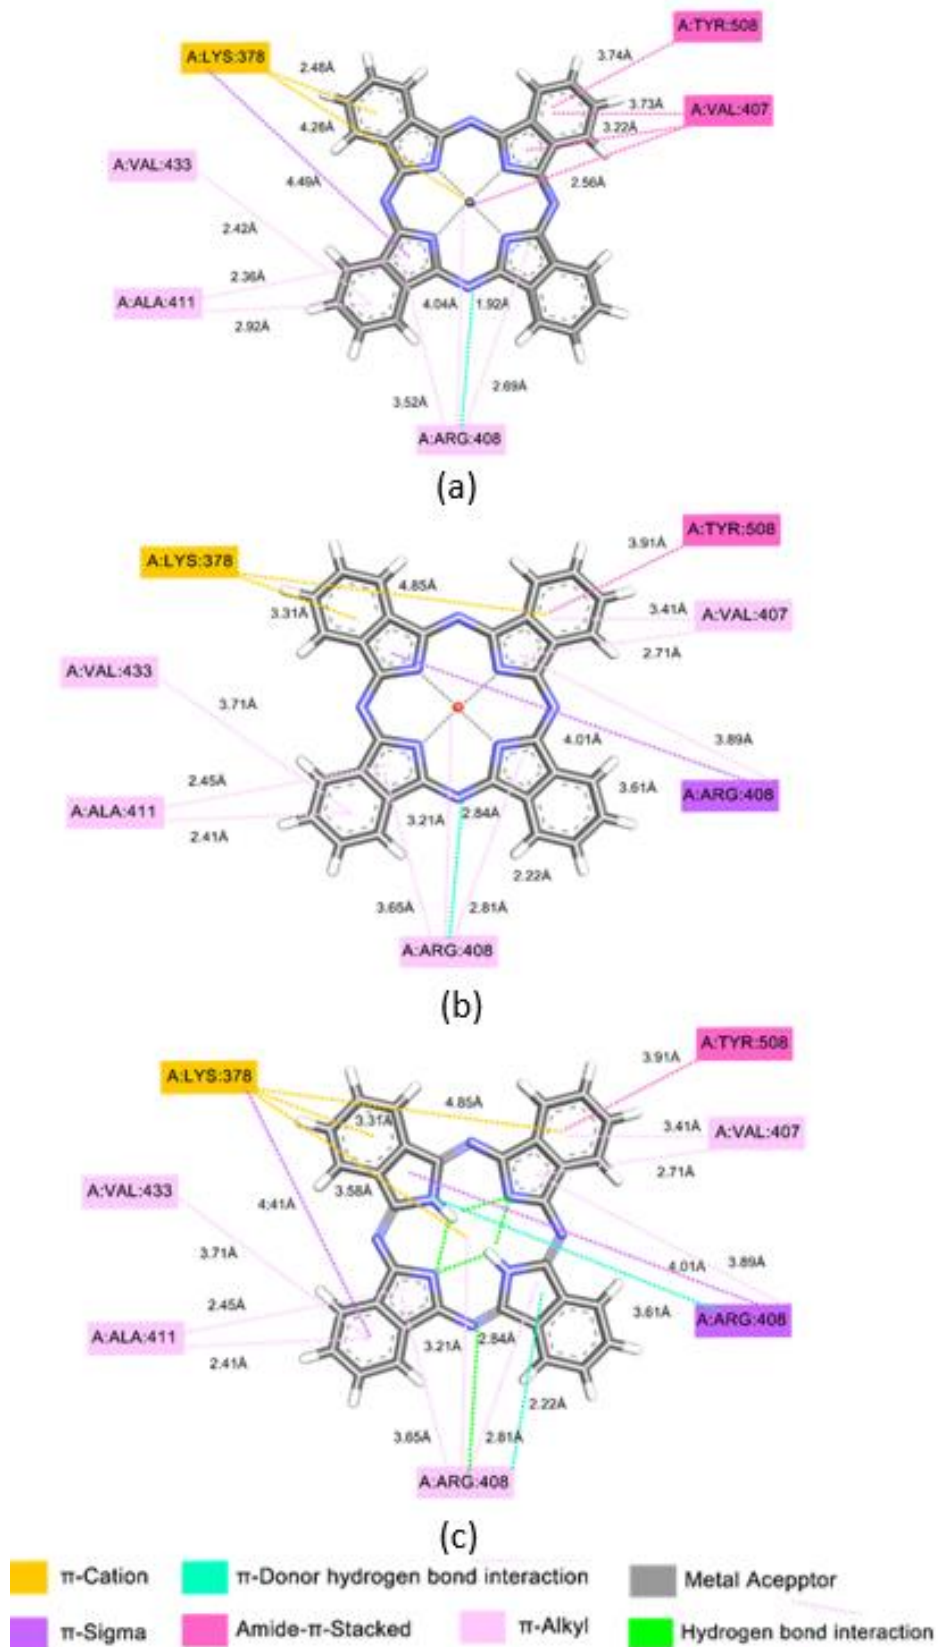 A:TYR:508
A:LYS:378
3.74Å
2.48Å
3.73Å
A:VAL:407
4.28Å
3.22Å
A:VAL:433
4.49Å
2.56Å
2.42Å
2.36Å
A:ALA:411
4.04Å
1.92Å
2.92Å
2.69Å
3.52Å
A:ARG:408
(a)
A:TYR:508
3.91Å
A:LYS:378
4.85Å
3.31Å
3.41Å
A:VAL:407
2.71Å
A:VAL:433
3.71Å
4.01Å
3.89Å
2.45Å
3.61Å
A:ARG:408
A:ALA:411
3.21Å
2.84Å
2.41Å
2.22Å
3.65Å
2.81Å
A:ARG:408
(b)
A:TYR:508
3.91Å
A:LYS:378
4.85Å
3.31Å
3.41Å
A:VAL:407
2.71Å
A:VAL:433
3.58Å
4:41Å
3.71Å
4.01Å
3.89Å
2.45Å
3.61Å
A:ARG:408
A:ALA:411
3.21Å
2.84Å
2.41Å
2.22Å
3.65Å
2.81Å
A:ARG:408
(c)
π-Cation
π-Donor hydrogen bond interaction
Metal Acepptor
π-Sigma
Amide-π-Stacked
π-Alkyl
Hydrogen bond interaction